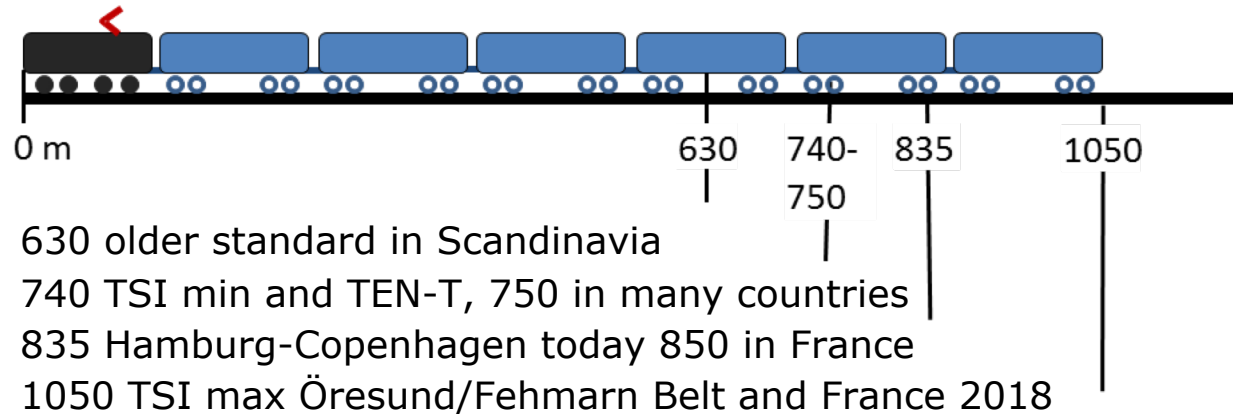 0 m
630
740-
750
835
1050
630 older standard in Scandinavia
740 TSI min and TEN-T, 750 in many countries
835 Hamburg-Copenhagen today 850 in France
1050 TSI max Öresund/Fehmarn Belt and France 2018